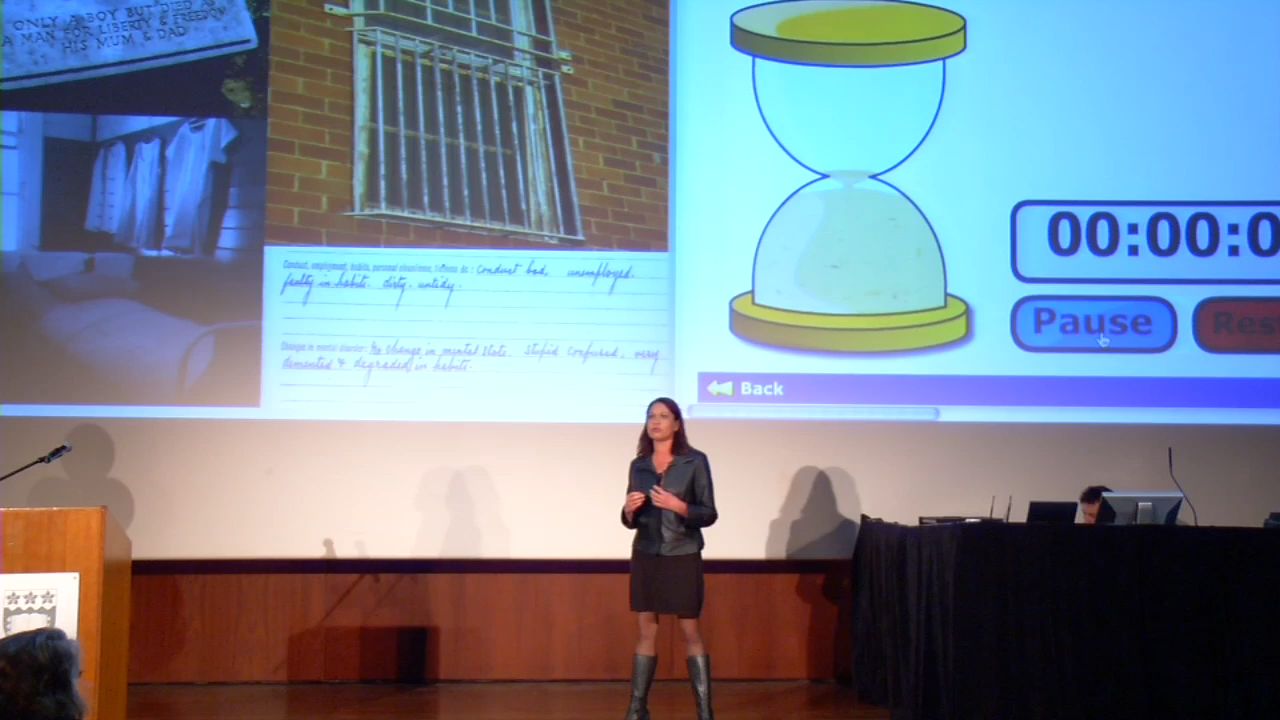 ONLY A BOY BUT DIED AS
A MAN FOR LIBERTY & FREEDOM
HIS MUM & DAD
Conduct, employment, habits, personal cleanliness, sickness &c.: Conduct bad. unemployed.
faulty in habits. dirty. untidy.
Changes in mental disorder: No change in mental state. Stupid confused. very
demented & degraded in habits.
00:00:0
Pause
Res
Back